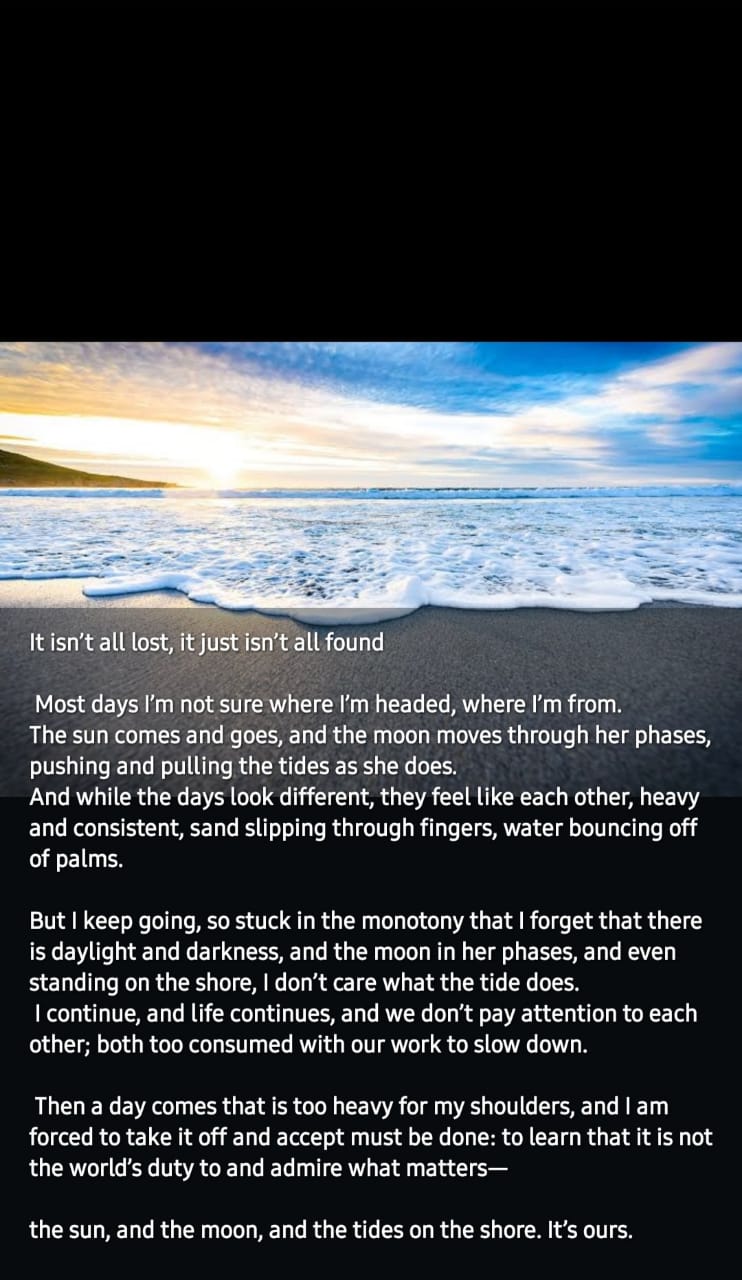 It isn’t all lost, it just isn’t all found
Most days I’m not sure where I’m headed, where I’m from.
The sun comes and goes, and the moon moves through her phases,
pushing and pulling the tides as she does.
And while the days look different, they feel like each other, heavy
and consistent, sand slipping through fingers, water bouncing off
of palms.
But I keep going, so stuck in the monotony that I forget that there
is daylight and darkness, and the moon in her phases, and even
standing on the shore, I don’t care what the tide does.
I continue, and life continues, and we don’t pay attention to each
other; both too consumed with our work to slow down.
Then a day comes that is too heavy for my shoulders, and I am
forced to take it off and accept must be done: to learn that it is not
the world’s duty to and admire what matters—
the sun, and the moon, and the tides on the shore. It’s ours.